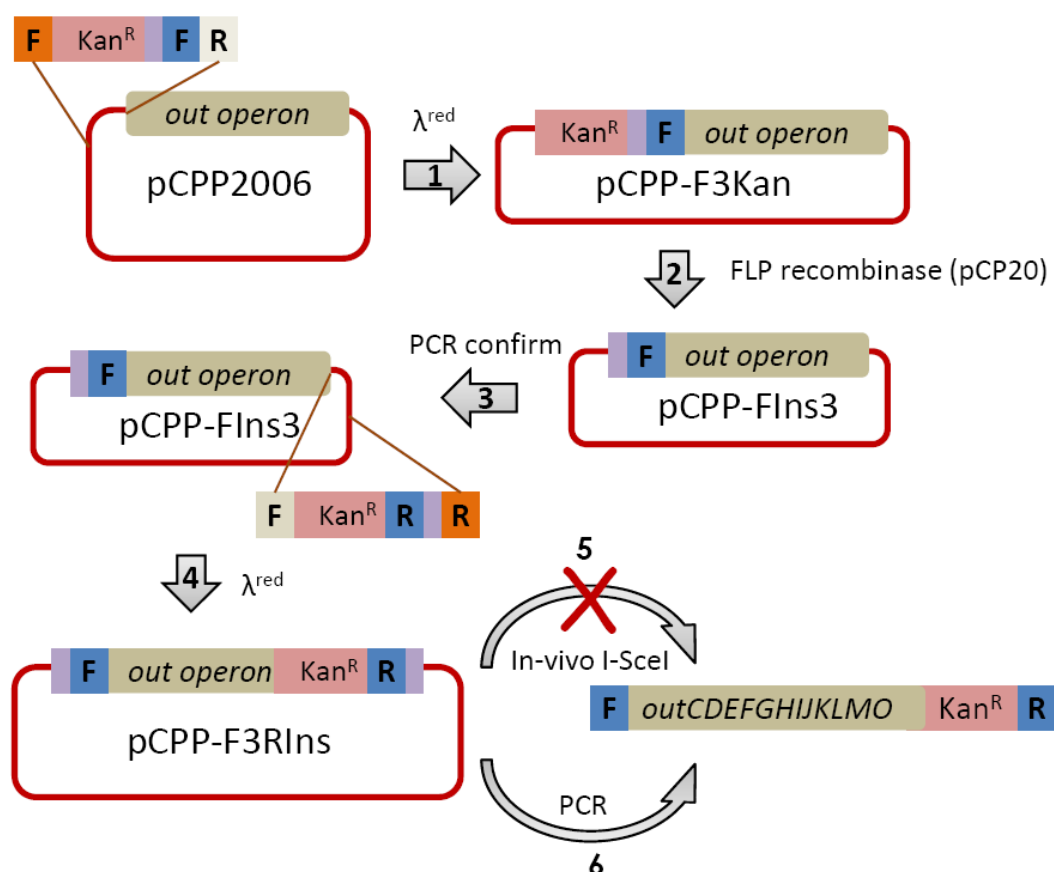 F Kanᴿ F R
out operon
pCPP2006
λʳᵉᵈ
1
Kanᴿ F out operon
pCPP-F3Kan
2 FLP recombinase (pCP20)
F out operon
pCPP-FIns3
PCR confirm
3
F out operon
pCPP-FIns3
F Kanᴿ R R
4 λʳᵉᵈ
5
In-vivo I-SceI
F out operon Kanᴿ R
pCPP-F3RIns
F outCDEFGHIJKLMO Kanᴿ R
PCR
6